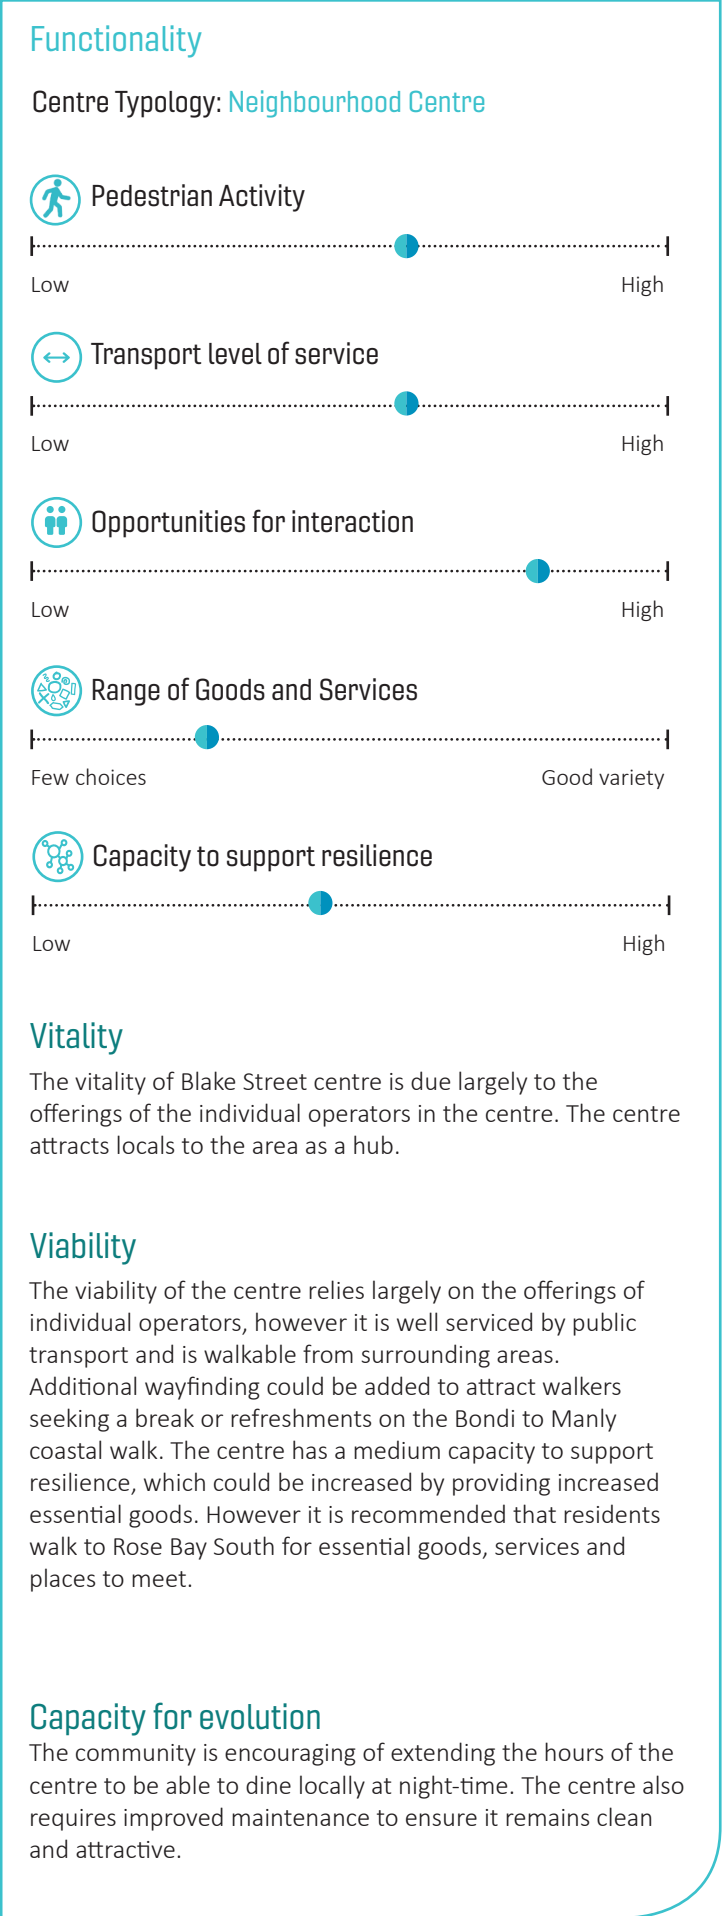 Functionality
Centre Typology: Neighbourhood Centre
Pedestrian Activity
Low High
Transport level of service
Low High
Opportunities for interaction
Low High
Range of Goods and Services
Few choices Good variety
Capacity to support resilience
Low High
Vitality
The vitality of Blake Street centre is due largely to the
offerings of the individual operators in the centre. The centre
attracts locals to the area as a hub.
Viability
The viability of the centre relies largely on the offerings of
individual operators, however it is well serviced by public
transport and is walkable from surrounding areas.
Additional wayfinding could be added to attract walkers
seeking a break or refreshments on the Bondi to Manly
coastal walk. The centre has a medium capacity to support
resilience, which could be increased by providing increased
essential goods. However it is recommended that residents
walk to Rose Bay South for essential goods, services and
places to meet.
Capacity for evolution
The community is encouraging of extending the hours of the
centre to be able to dine locally at night-time. The centre also
requires improved maintenance to ensure it remains clean
and attractive.